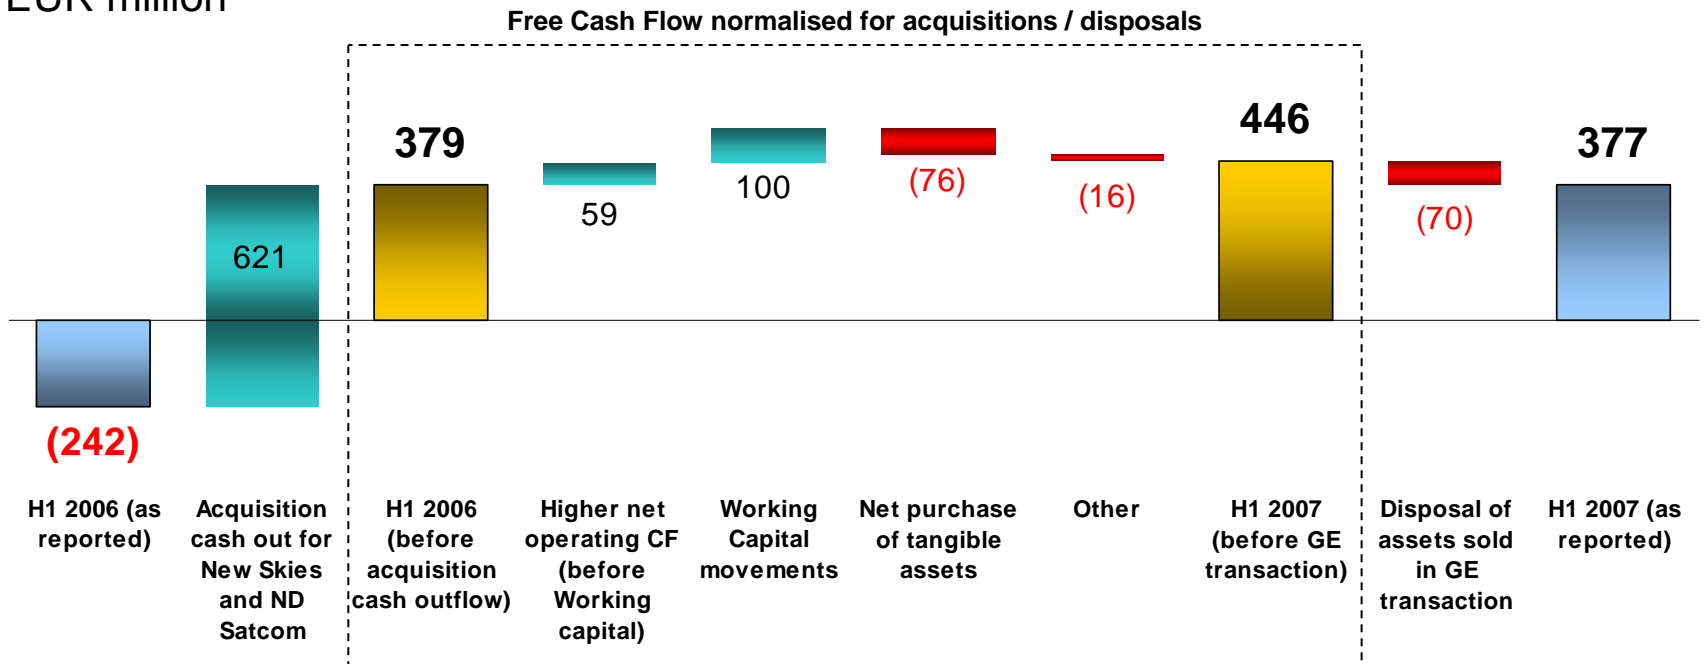 EUR million
Free Cash Flow normalised for acquisitions / disposals
(242)
621
379
59
100
(76)
(16)
446
(70)
377
H1 2006 (as
reported)
Acquisition
cash out for
New Skies
and ND
Satcom
H1 2006
(before
acquisition
cash outflow)
Higher net
operating CF
(before
Working
capital)
Working
Capital
movements
Net purchase
of tangible
assets
Other
H1 2007
(before GE
transaction)
Disposal of
assets sold
in GE
transaction
H1 2007 (as
reported)